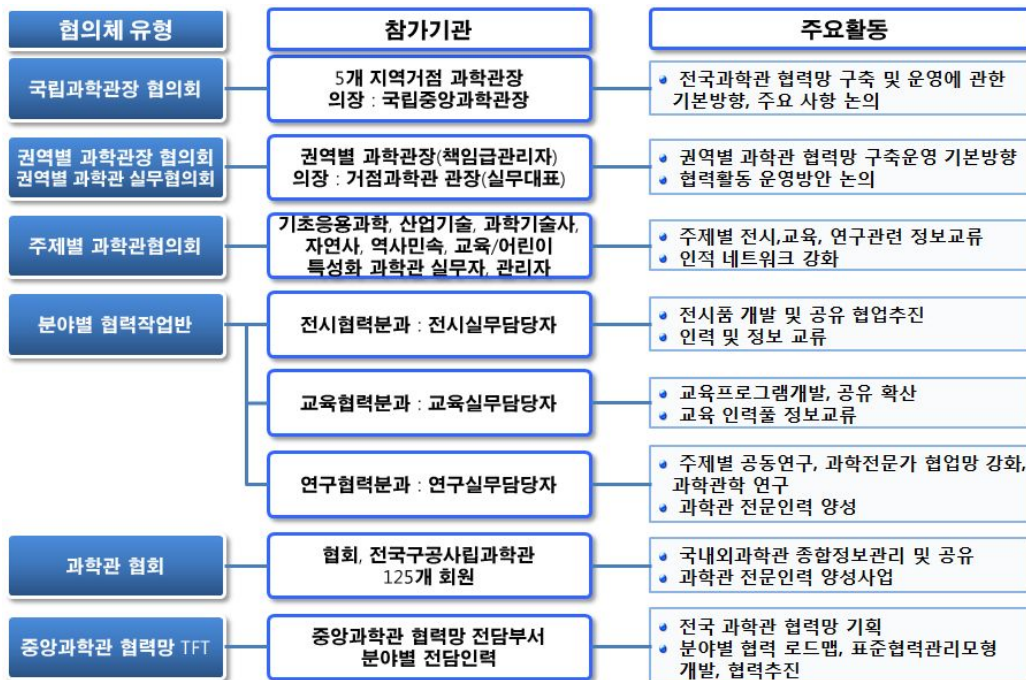 협의체 유형
참가기관
주요활동
국립과학관장 협의회
5개 지역거점 과학관장
의장 : 국립중앙과학관장
전국과학관 협력망 구축 및 운영에 관한
기본방향, 주요 사항 논의
권역별 과학관장 협의회
권역별 과학관 실무협의회
권역별 과학관장(책임급관리자)
의장 : 거점과학관 관장(실무대표)
권역별 과학관 협력망 구축운영 기본방향
협력활동 운영방안 논의
주제별 과학관협의회
기초응용과학, 산업기술, 과학기술사,
자연사, 역사민속, 교육/어린이
특성화 과학관 실무자, 관리자
주제별 전시,교육, 연구관련 정보교류
인적 네트워크 강화
분야별 협력작업반
전시협력분과 : 전시실무담당자
전시품 개발 및 공유 협업추진
인력 및 정보 교류
교육협력분과 : 교육실무담당자
교육프로그램개발, 공유 확산
교육 인력풀 정보교류
연구협력분과 : 연구실무담당자
주제별 공동연구, 과학전문가 협업망 강화,
과학관학 연구
과학관 전문인력 양성
과학관 협회
협회, 전국구공사립과학관
125개 회원
국내외과학관 종합정보관리 및 공유
과학관 전문인력 양성사업
중앙과학관 협력망 TFT
중앙과학관 협력망 전담부서
분야별 전담인력
전국 과학관 협력망 기획
분야별 협력 로드맵, 표준협력관리모형
개발, 협력추진